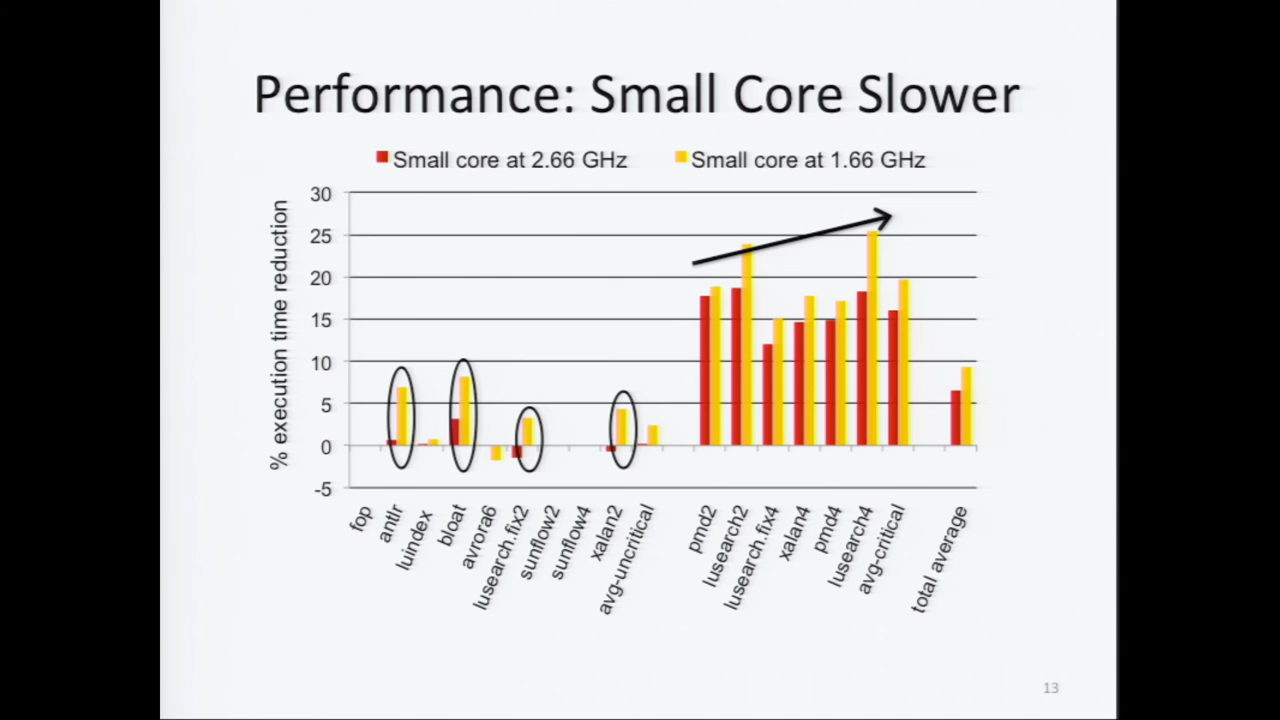 Performance: Small Core Slower
Small core at 2.66 GHz
Small core at 1.66 GHz
% execution time reduction
30
25
20
15
10
5
0
-5
fop
antlr
luindex
bloat
avrora6
lusearch.fix2
sunflow2
sunflow4
xalan2
avg-uncritical
pmd2
lusearch2
lusearch.fix4
xalan4
pmd4
lusearch4
avg-critical
total average
13